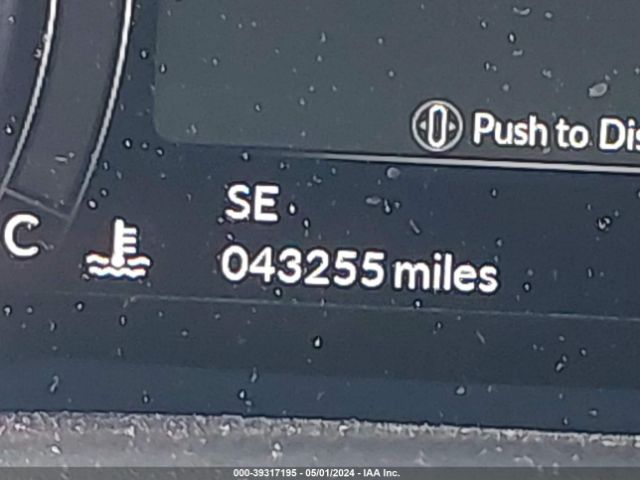 Push to Dis
SE
C
043255 miles
000-39317195 - 05/01/2024 - IAA Inc.